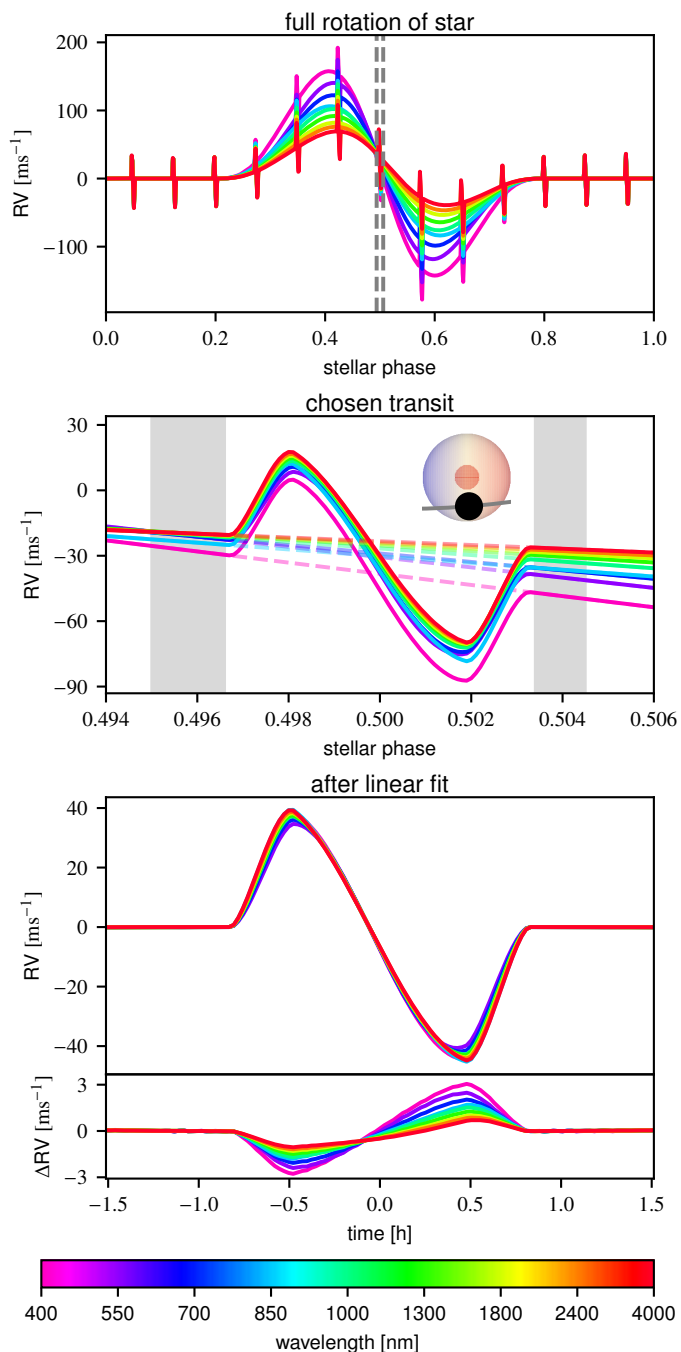 full rotation of star
200
100
0
−100
RV [ms⁻¹]
0.0 0.2 0.4 0.6 0.8 1.0
stellar phase
chosen transit
30
0
−30
−60
−90
RV [ms⁻¹]
0.494 0.496 0.498 0.500 0.502 0.504 0.506
stellar phase
after linear fit
40
20
0
−20
−40
RV [ms⁻¹]
3
0
−3
ΔRV [ms⁻¹]
−1.5 −1.0 −0.5 0.0 0.5 1.0 1.5
time [h]
400 550 700 850 1000 1300 1800 2400 4000
wavelength [nm]